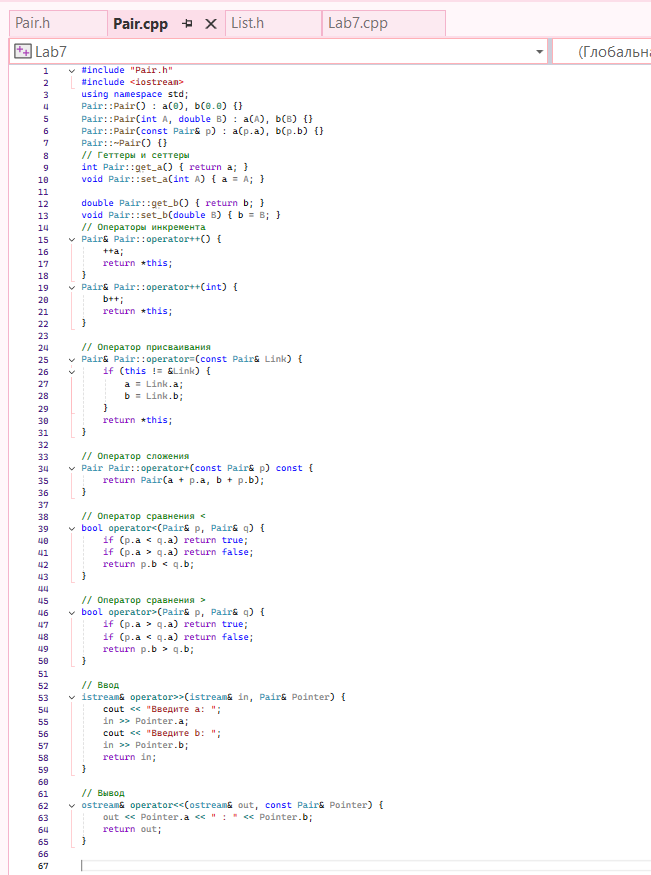 Pair.h Pair.cpp List.h Lab7.cpp
Lab7 (Глобальна
1 #include "Pair.h"
2 #include <iostream>
3 using namespace std;
4 Pair::Pair() : a(0), b(0.0) {}
5 Pair::Pair(int A, double B) : a(A), b(B) {}
6 Pair::Pair(const Pair& p) : a(p.a), b(p.b) {}
7 Pair::~Pair() {}
8 // Геттеры и сеттеры
9 int Pair::get_a() { return a; }
10 void Pair::set_a(int A) { a = A; }
11
12 double Pair::get_b() { return b; }
13 void Pair::set_b(double B) { b = B; }
14 // Операторы инкремента
15 Pair& Pair::operator++() {
16 ++a;
17 return *this;
18 }
19 Pair& Pair::operator++(int) {
20 b++;
21 return *this;
22 }
23
24 // Оператор присваивания
25 Pair& Pair::operator=(const Pair& Link) {
26 if (this != &Link) {
27 a = Link.a;
28 b = Link.b;
29 }
30 return *this;
31 }
32
33 // Оператор сложения
34 Pair Pair::operator+(const Pair& p) const {
35 return Pair(a + p.a, b + p.b);
36 }
37
38 // Оператор сравнения <
39 bool operator<(Pair& p, Pair& q) {
40 if (p.a < q.a) return true;
41 if (p.a > q.a) return false;
42 return p.b < q.b;
43 }
44
45 // Оператор сравнения >
46 bool operator>(Pair& p, Pair& q) {
47 if (p.a > q.a) return true;
48 if (p.a < q.a) return false;
49 return p.b > q.b;
50 }
51
52 // Ввод
53 istream& operator>>(istream& in, Pair& Pointer) {
54 cout << "Введите a: ";
55 in >> Pointer.a;
56 cout << "Введите b: ";
57 in >> Pointer.b;
58 return in;
59 }
60
61 // Вывод
62 ostream& operator<<(ostream& out, const Pair& Pointer) {
63 out << Pointer.a << " : " << Pointer.b;
64 return out;
65 }
66
67